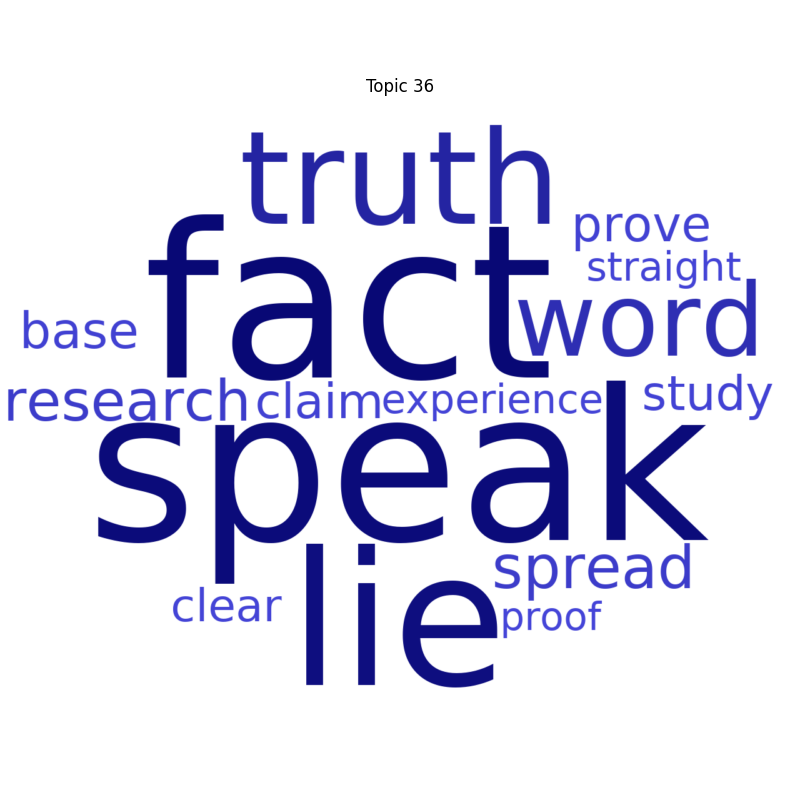 Topic 36
truth
prove
fact
straight
word
base
research claim experience study
speak
spread
clear
lie
proof